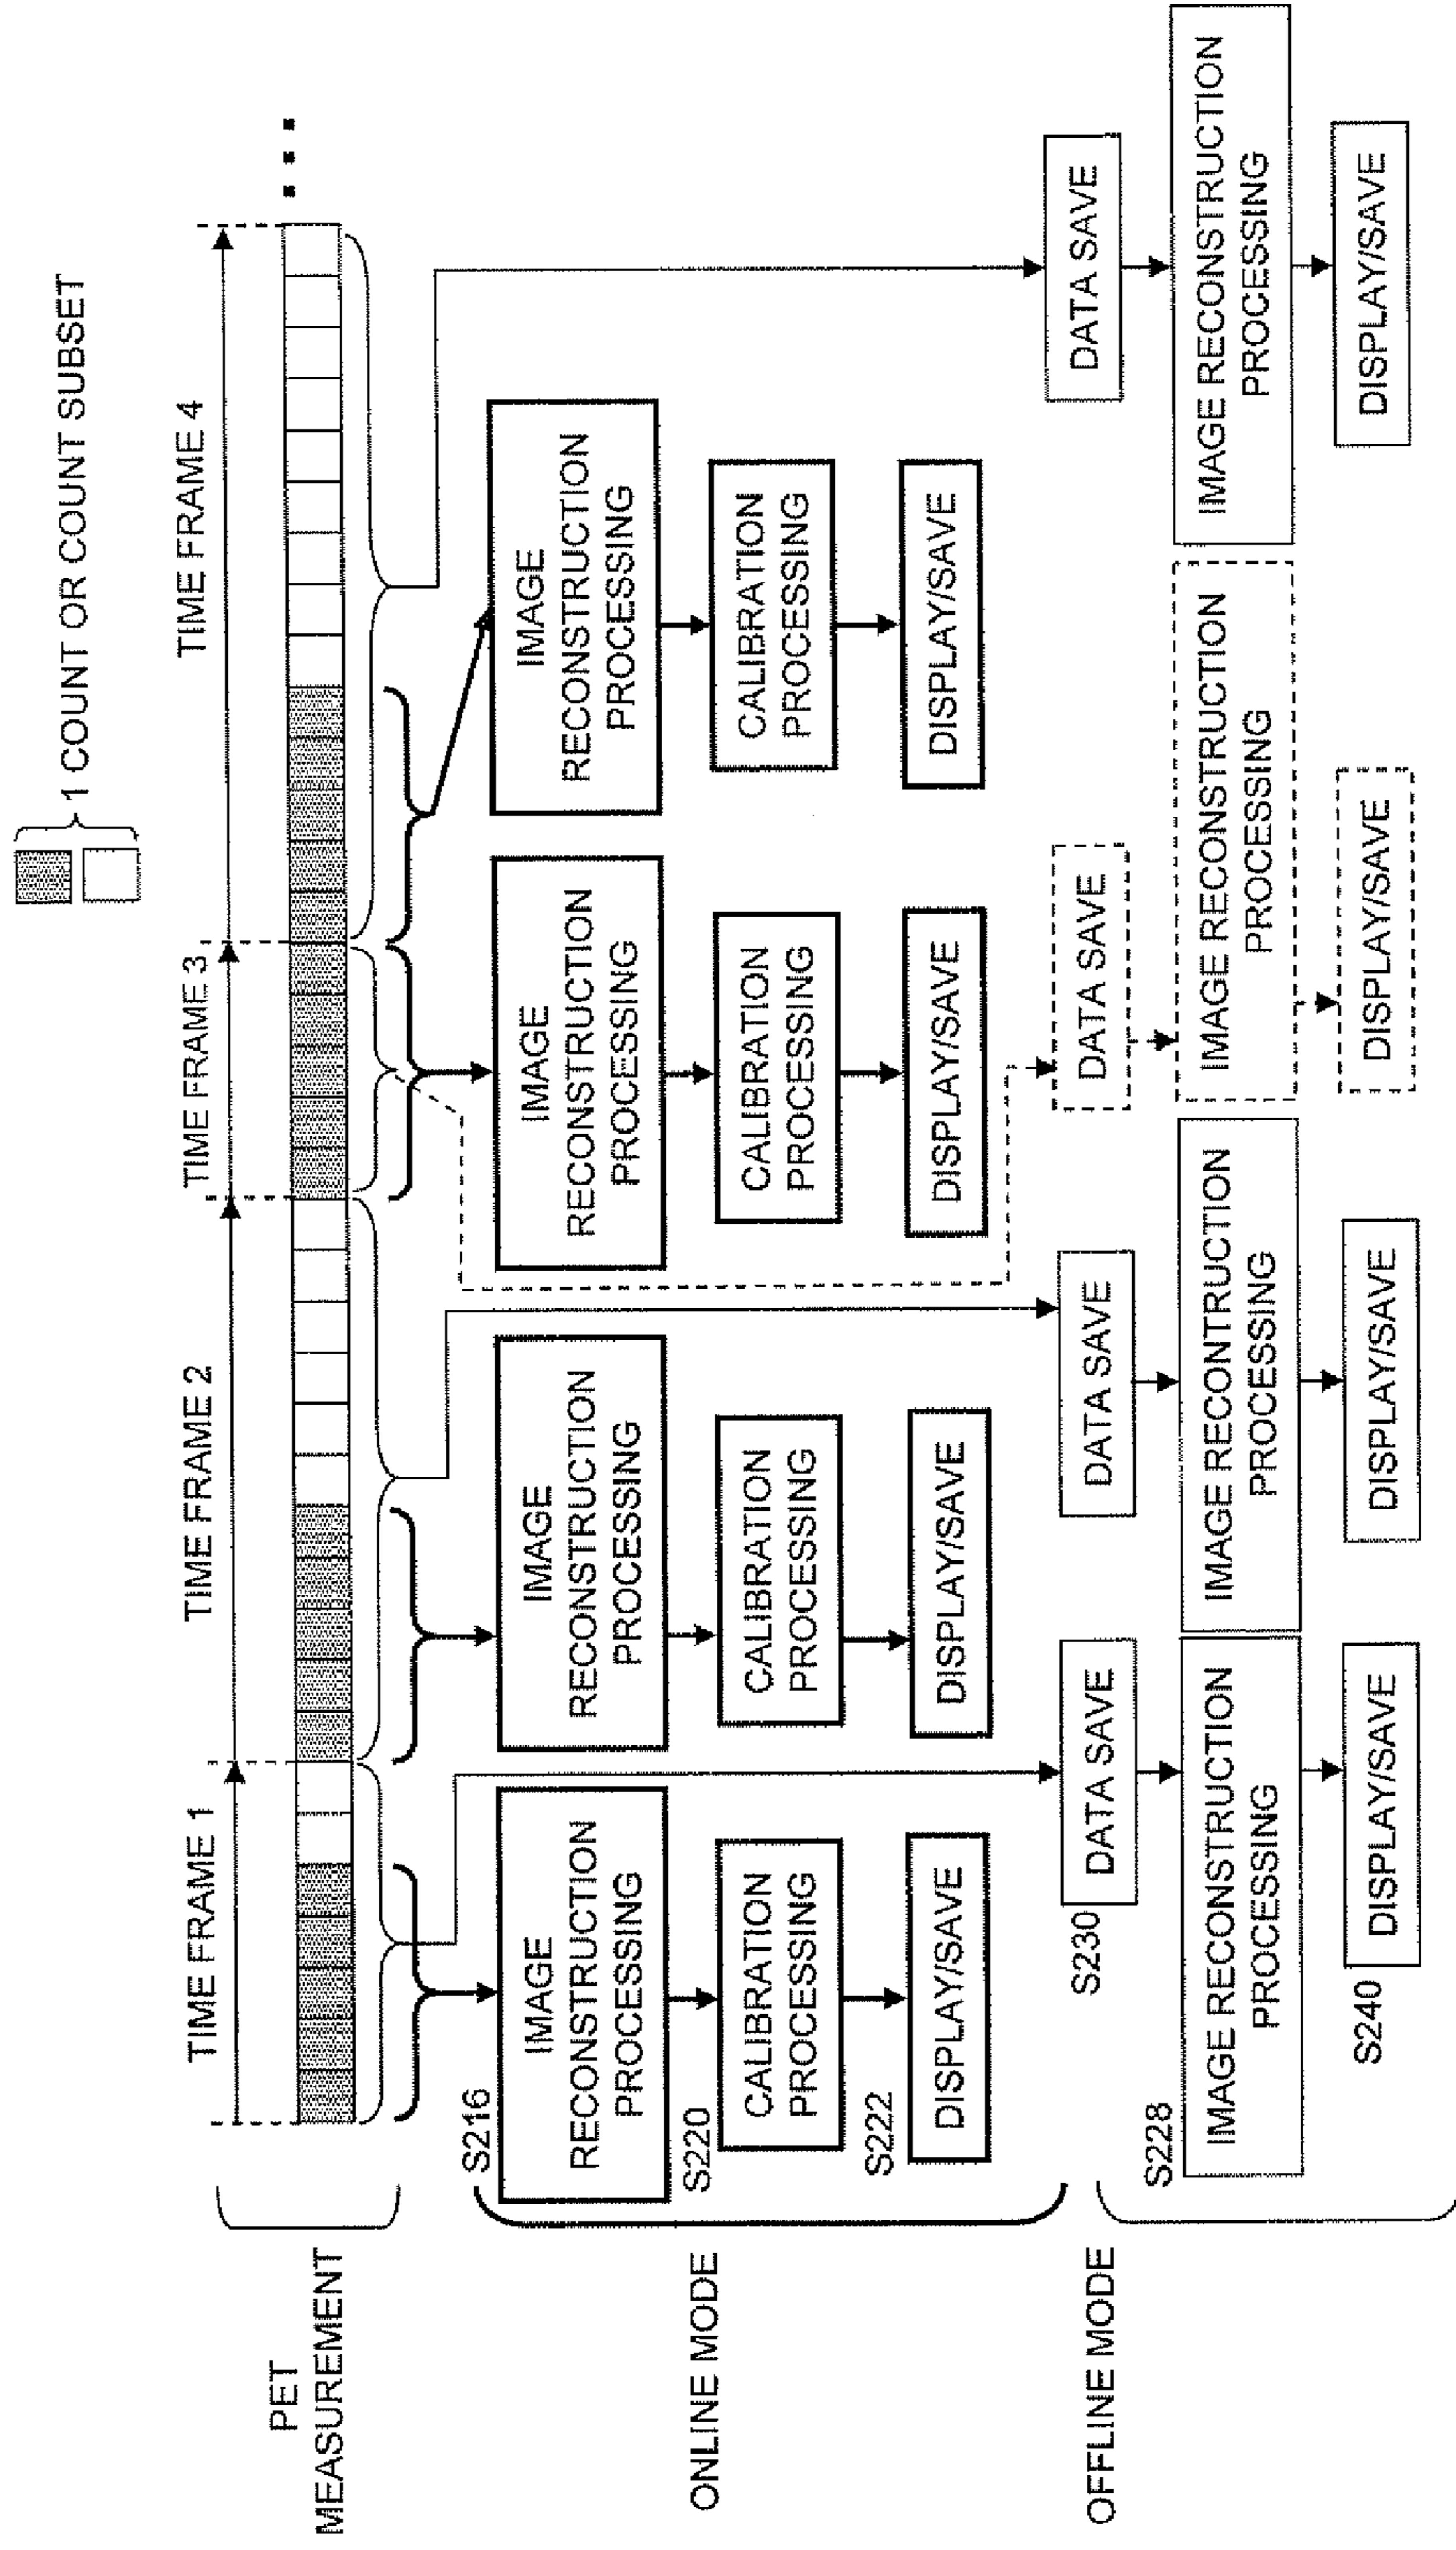 1 COUNT OR COUNT SUBSET
TIME FRAME 1
TIME FRAME 2
TIME FRAME 3
TIME FRAME 4
PET
MEASUREMENT
ONLINE MODE
S216
IMAGE
RECONSTRUCTION
PROCESSING
IMAGE
RECONSTRUCTION
PROCESSING
IMAGE
RECONSTRUCTION
PROCESSING
IMAGE
RECONSTRUCTION
PROCESSING
S220
CALIBRATION
PROCESSING
CALIBRATION
PROCESSING
CALIBRATION
PROCESSING
CALIBRATION
PROCESSING
S222
DISPLAY/SAVE
DISPLAY/SAVE
DISPLAY/SAVE
DISPLAY/SAVE
OFFLINE MODE
S230
DATA SAVE
DATA SAVE
DATA SAVE
DATA SAVE
S228
IMAGE RECONSTRUCTION
PROCESSING
IMAGE RECONTRUCTION
PROCESSING
IMAGE RECONSTRUCTION
PROCESSING
IMAGE RECONSTRUCTION
PROCESSING
S240
DISPLAY/SAVE
DISPLAY/SAVE
DISPLAY/SAVE
DISPLAY/SAVE